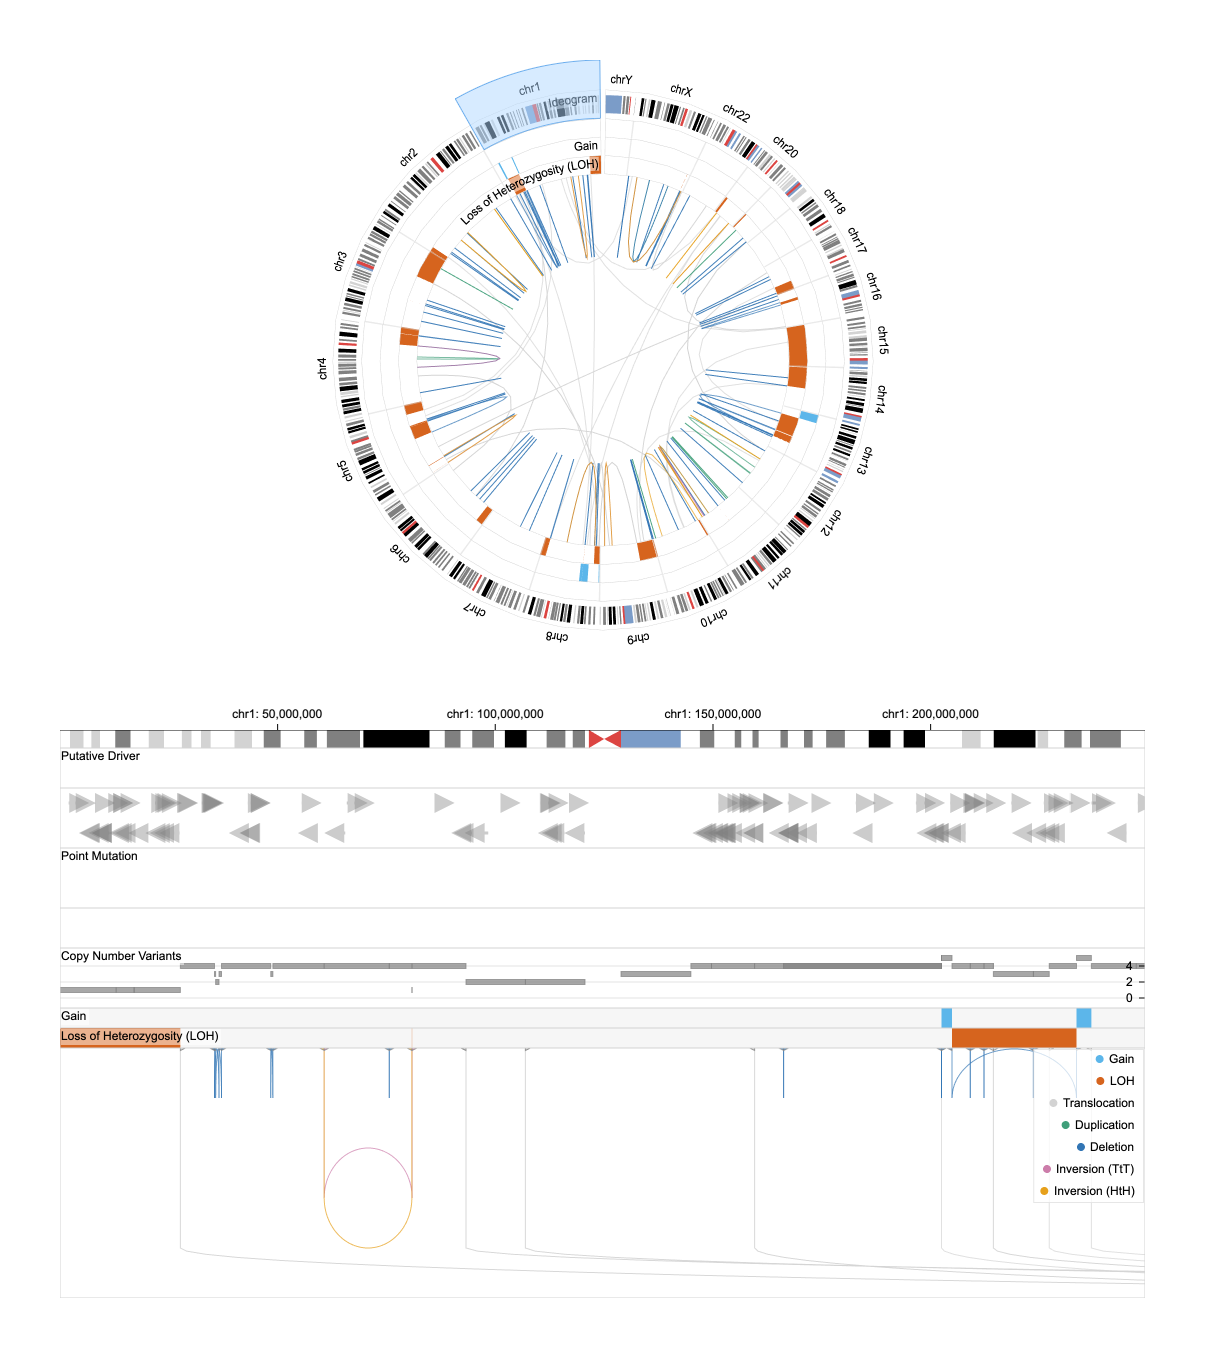 chr1
Ideogram
chrY
chrX
chr22
chr20
chr18
chr17
chr16
chr15
chr14
chr13
chr12
chr11
chr10
chr9
chr8
chr7
chr6
chr5
chr4
chr3
chr2
Gain
Loss of Heterozygosity (LOH)
chr1: 50,000,000
chr1: 100,000,000
chr1: 150,000,000
chr1: 200,000,000
Putative Driver
Point Mutation
Copy Number Variants
4
2
0
Gain
Loss of Heterozygosity (LOH)
Gain
LOH
Translocation
Duplication
Deletion
Inversion (TtT)
Inversion (HtH)